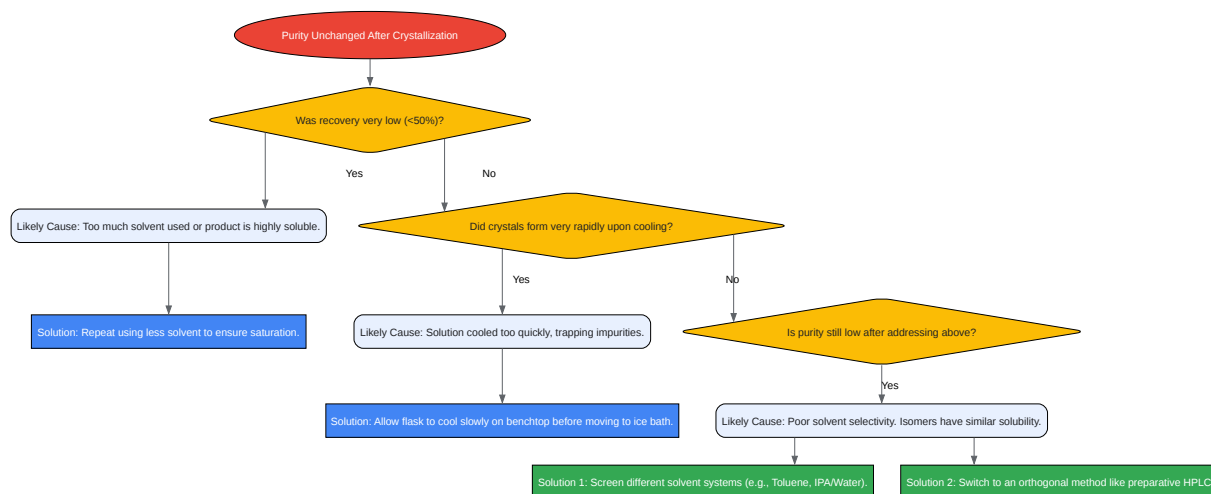 Purity Unchanged After Crystallization
Was recovery very low (<50%)?
Yes
No
Likely Cause: Too much solvent used or product is highly soluble.
Did crystals form very rapidly upon cooling?
Yes
No
Solution: Repeat using less solvent to ensure saturation.
Likely Cause: Solution cooled too quickly, trapping impurities.
Is purity still low after addressing above?
Yes
Solution: Allow flask to cool slowly on benchtop before moving to ice bath.
Likely Cause: Poor solvent selectivity. Isomers have similar solubility.
Solution 1: Screen different solvent systems (e.g., Toluene, IPA/Water).
Solution 2: Switch to an orthogonal method like preparative HPLC